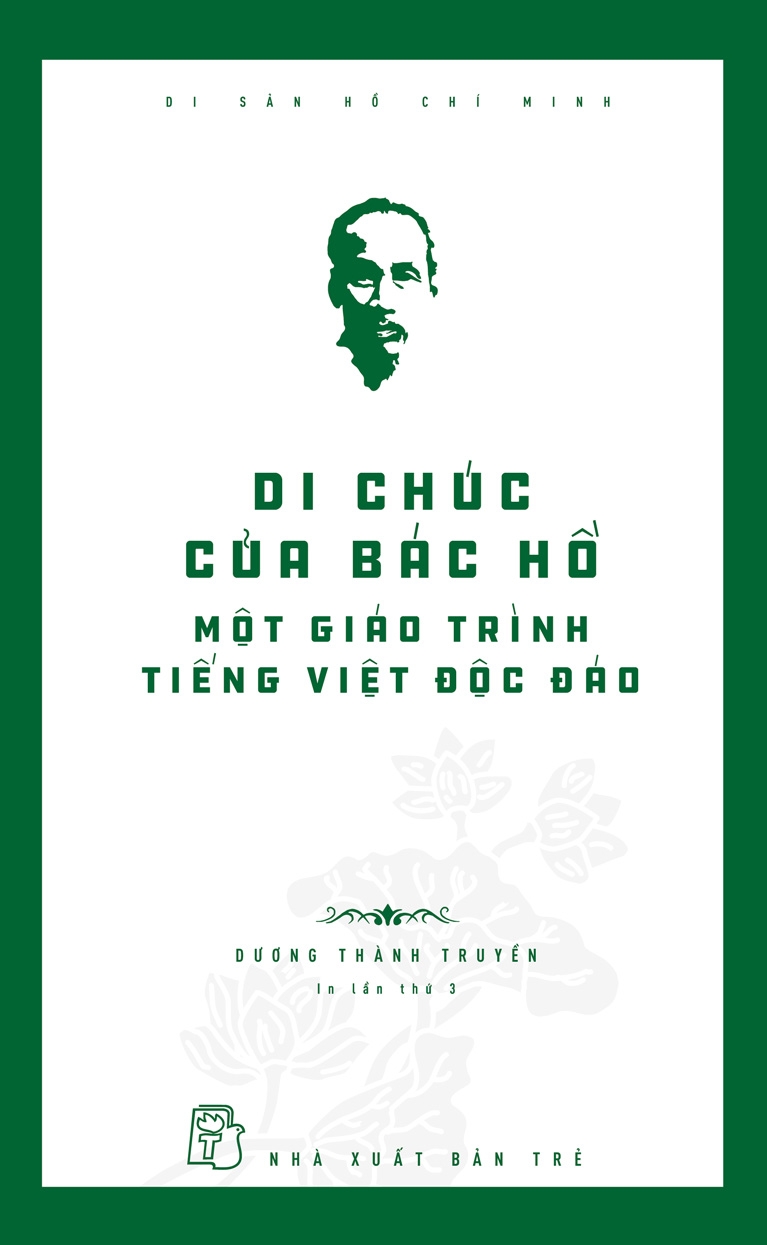 DI SẢN HỒ CHÍ MINH
DI CHÚC
CỦA BÁC HỒ
MỘT GIÁO TRÌNH
TIẾNG VIỆT ĐỘC ĐÁO
DƯƠNG THÀNH TRUYỀN
In lần thứ 3
T
NHÀ XUẤT BẢN TRẺ